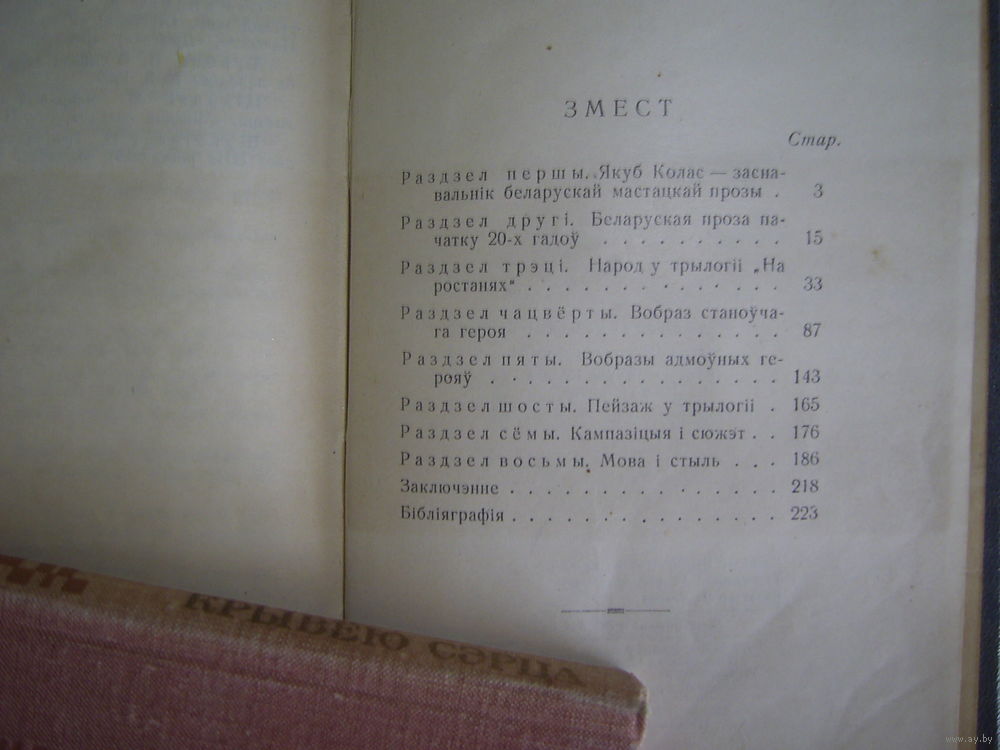 ЗМЕСТ
Стар.
Раздзел першы. Якуб Колас — засна-
вальнік беларускай мастацкай прозы . 3
Раздзел другі. Беларуская проза па-
чатку 20-х гадоў . . . . . . . . . . 15
Раздзел трэці. Народ у трылогіі „На
ростанях“ . . . . . . . . . . . . . . 33
Раздзел чацвёрты. Вобраз станоўча-
га героя . . . . . . . . . . . . . 87
Раздзел пяты. Вобразы адмоўных ге-
рояў . . . . . . . . . . . . . . . 143
Раздзел шосты. Пейзаж у трылогіі . 165
Раздзел сёмы. Кампазіцыя і сюжэт . . 176
Раздзел восьмы. Мова і стыль . . . 186
Заключэнне . . . . . . . . . . . . . . 218
Бібліяграфія . . . . . . . . . . . . . . 223
КРЫВЁЮ СЭРЦА
www.ay.by